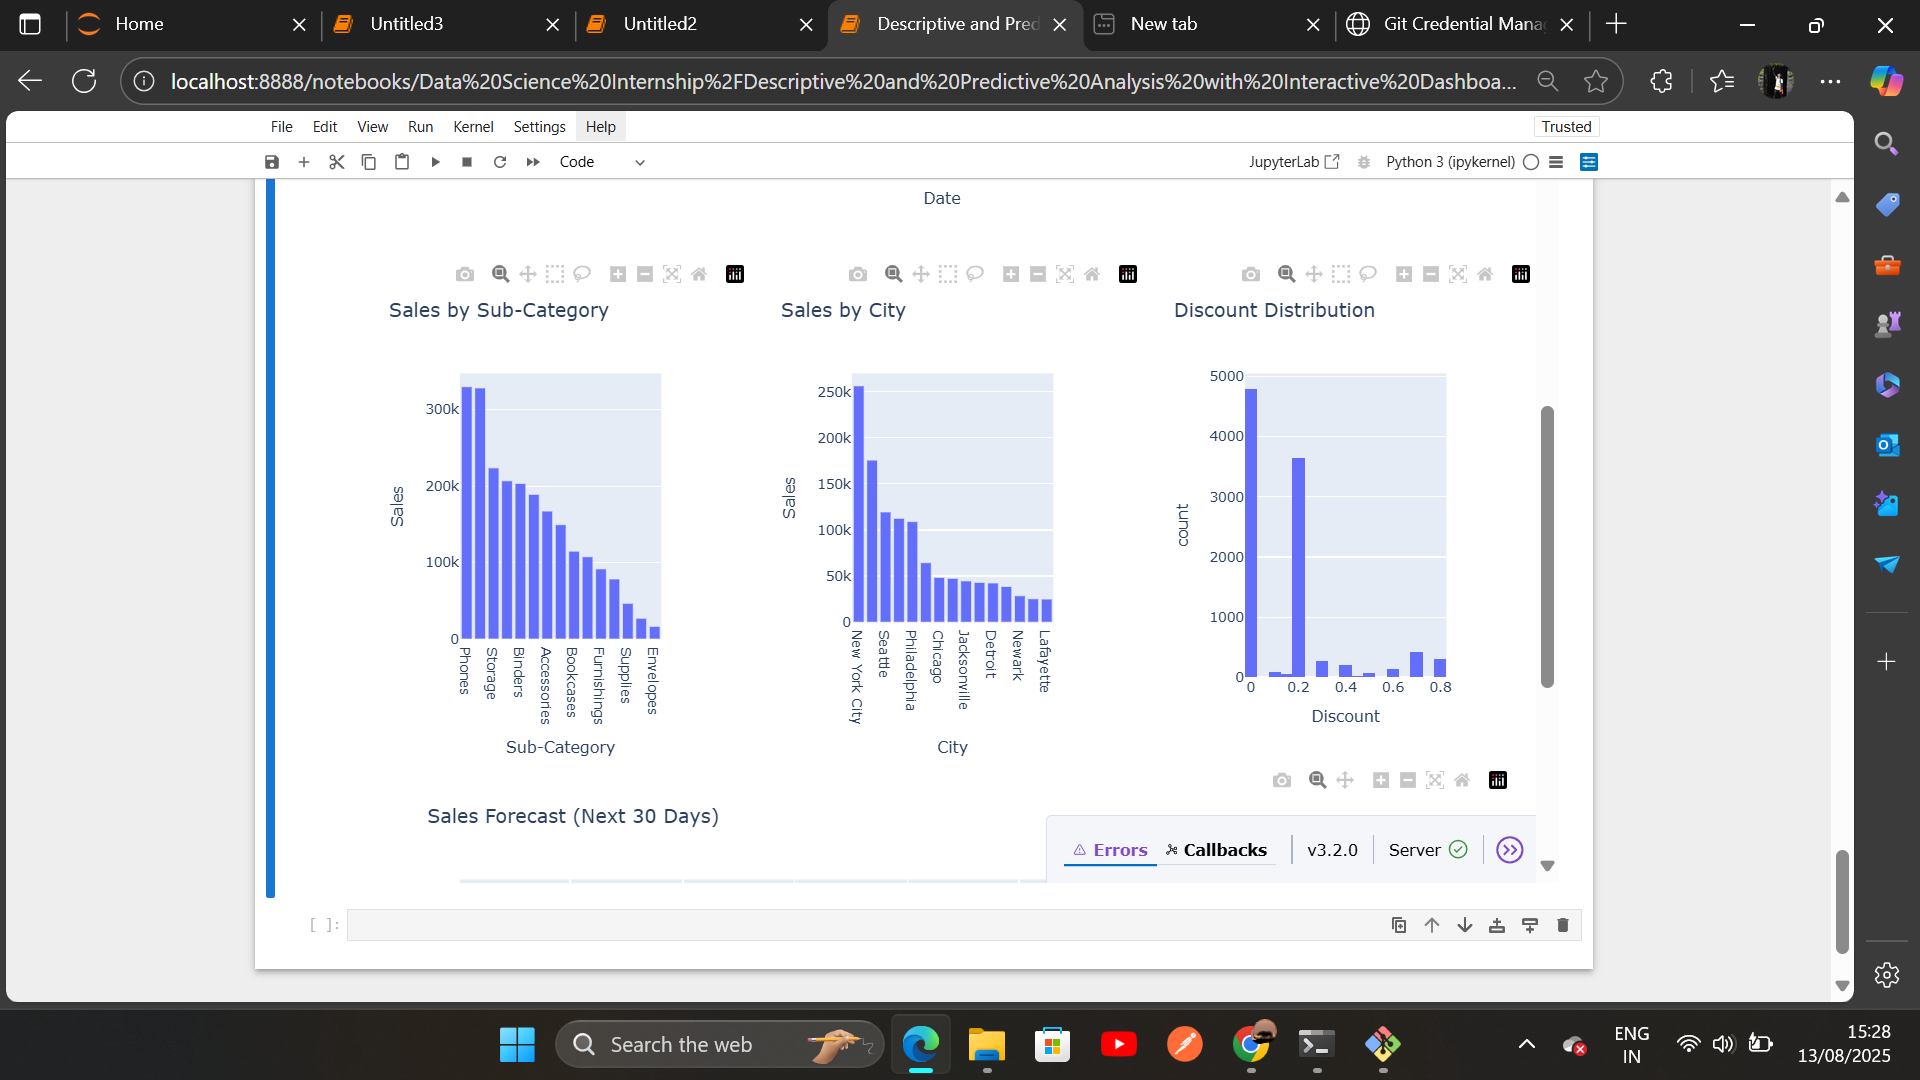 Home
Untitled3
Untitled2
Descriptive and Pred
New tab
Git Credential Mana
localhost:8888/notebooks/Data%20Science%20Internship%2FDescriptive%20and%20Predictive%20Analysis%20with%20Interactive%20Dashboa...
File Edit View Run Kernel Settings Help
Trusted
Code
JupyterLab
Python 3 (ipykernel)
Date
Sales by Sub-Category
300k
200k
100k
0
Sales
Phones
Storage
Binders
Accessories
Bookcases
Furnishings
Supplies
Envelopes
Sub-Category
Sales by City
250k
200k
150k
100k
50k
0
Sales
New York City
Seattle
Philadelphia
Chicago
Jacksonville
Detroit
Newark
Lafayette
City
Discount Distribution
5000
4000
3000
2000
1000
0
count
0 0.2 0.4 0.6 0.8
Discount
Sales Forecast (Next 30 Days)
Errors Callbacks v3.2.0 Server
[ ]:
Search the web
ENG
IN
15:28
13/08/2025